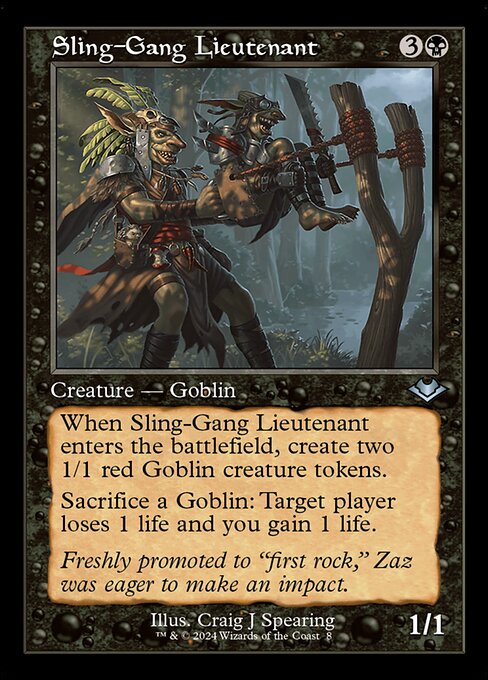 Sling-Gang Lieutenant 3
Creature — Goblin
When Sling-Gang Lieutenant
enters the battlefield, create two
1/1 red Goblin creature tokens.
Sacrifice a Goblin: Target player
loses 1 life and you gain 1 life.
Freshly promoted to “first rock,” Zaz
was eager to make an impact.
Illus. Craig J Spearing
™ & © 2024 Wizards of the Coast 8
1/1